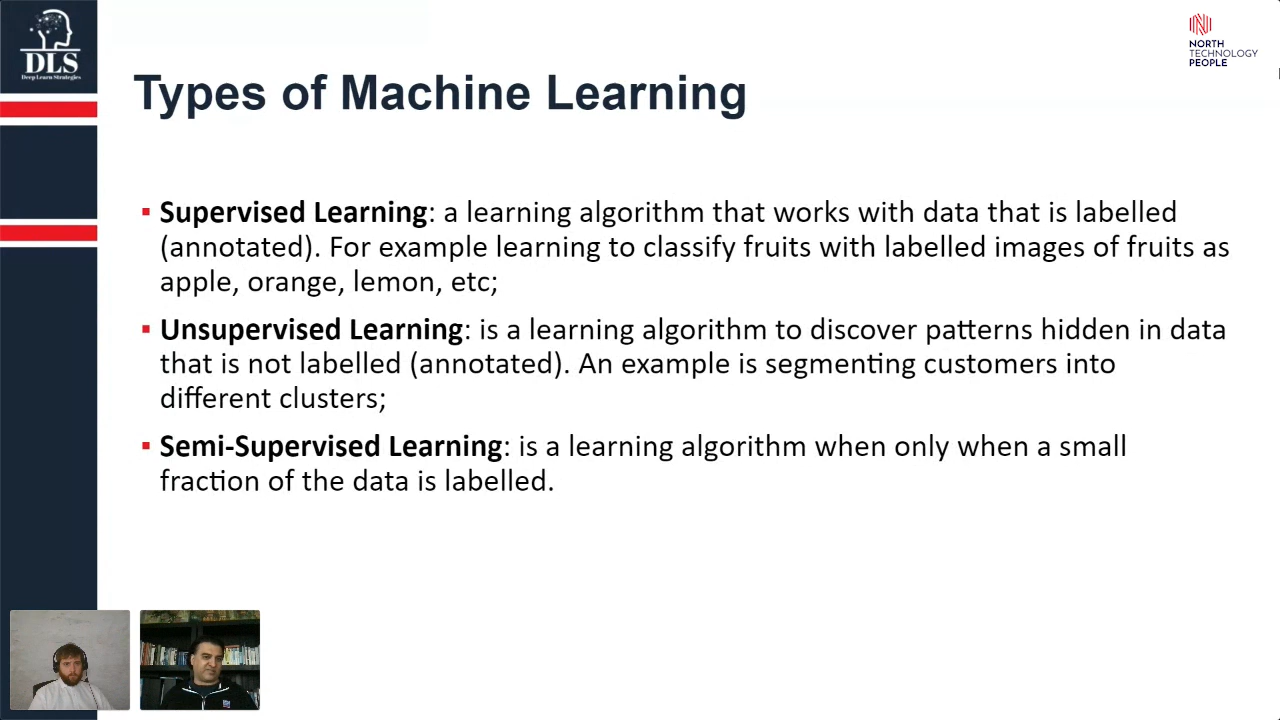 DLS
Deep Learn Strategies
NORTH
TECHNOLOGY
PEOPLE
Types of Machine Learning
▪ Supervised Learning: a learning algorithm that works with data that is labelled
(annotated). For example learning to classify fruits with labelled images of fruits as
apple, orange, lemon, etc;
▪ Unsupervised Learning: is a learning algorithm to discover patterns hidden in data
that is not labelled (annotated). An example is segmenting customers into
different clusters;
▪ Semi-Supervised Learning: is a learning algorithm when only when a small
fraction of the data is labelled.